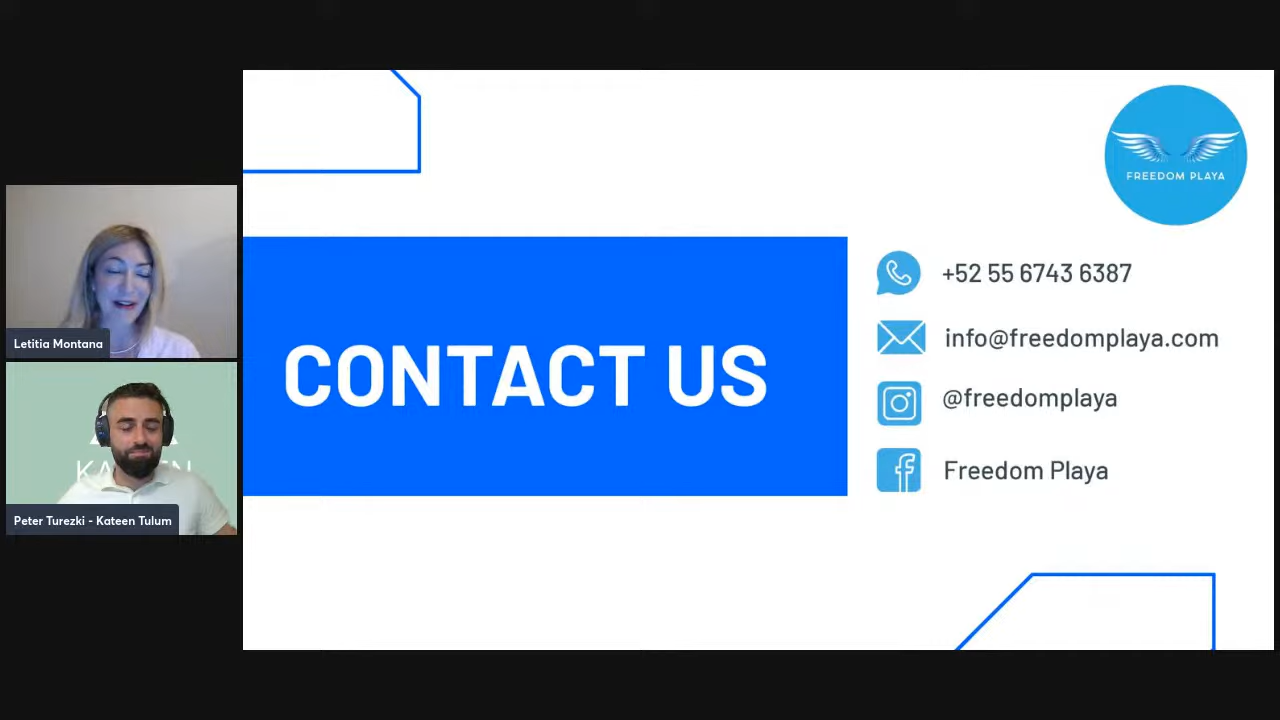 FREEDOM PLAYA
CONTACT US
+52 55 6743 6387
info@freedomplaya.com
@freedomplaya
Freedom Playa
Letitia Montana
Peter Turezki - Kateen Tulum